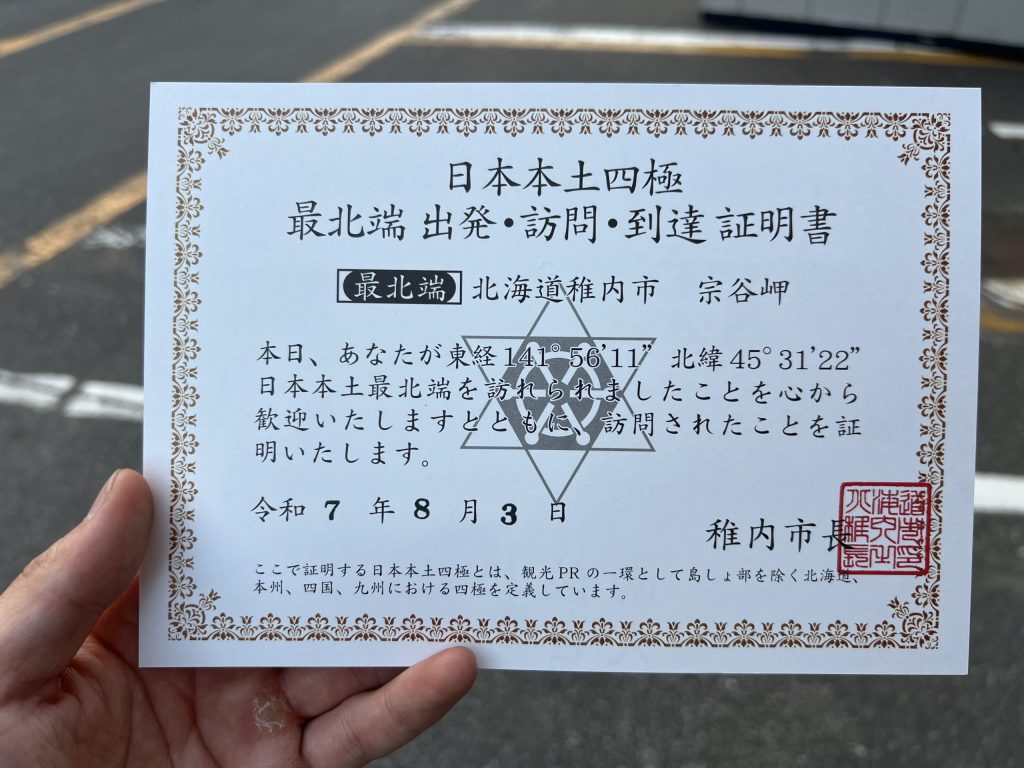 日本本土四極
最北端 出発・訪問・到達 証明書
最北端 北海道稚内市 宗谷岬
本日、あなたが東経141°56’11” 北緯45°31’22”
日本本土最北端を訪れられましたことを心から
歓迎いたしますとともに、訪問されたことを証
明いたします。
令和 7 年 8 月 3 日
稚内市長
ここで証明する日本本土四極とは、観光PRの一環として島しょ部を除く北海道、
本州、四国、九州における四極を定義しています。